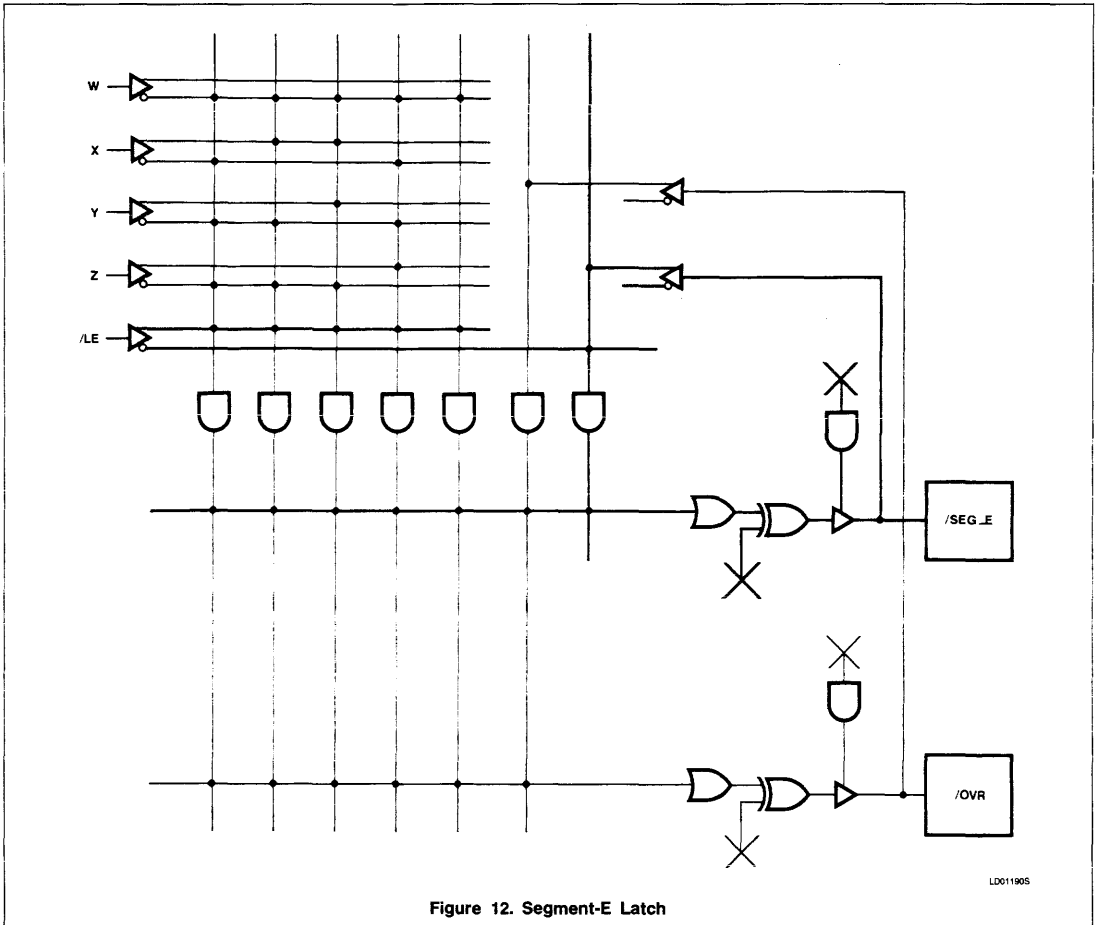 W
X
Y
Z
/LE
/SEG_E
/OVR
LD01190S
Figure 12. Segment-E Latch